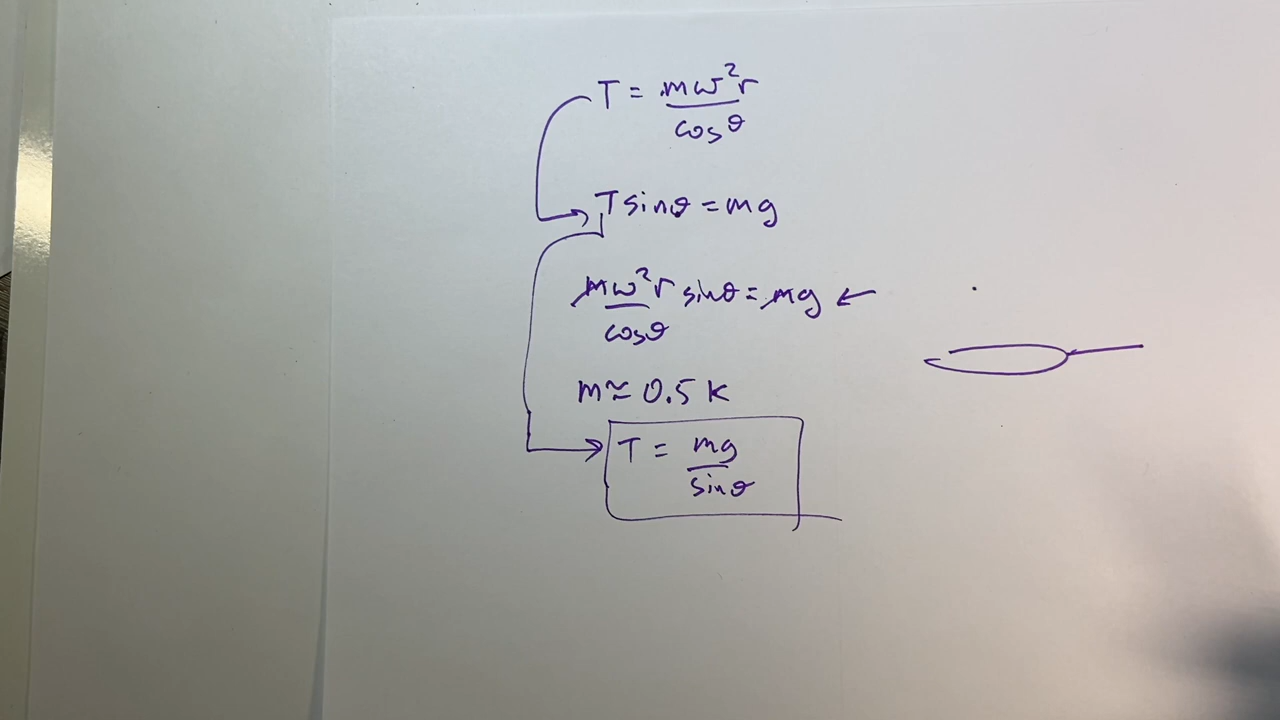 T = mω²r / cosθ
T sinθ = mg
mω²r / cosθ sinθ = mg ←
m ≃ 0.5 K
T = mg / sinθ